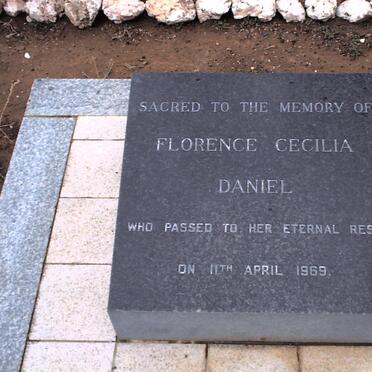 SACRED TO THE MEMORY OF
FLORENCE CECILIA
DANIEL
WHO PASSED TO HER ETERNAL RES
ON 11TH APRIL 1969.